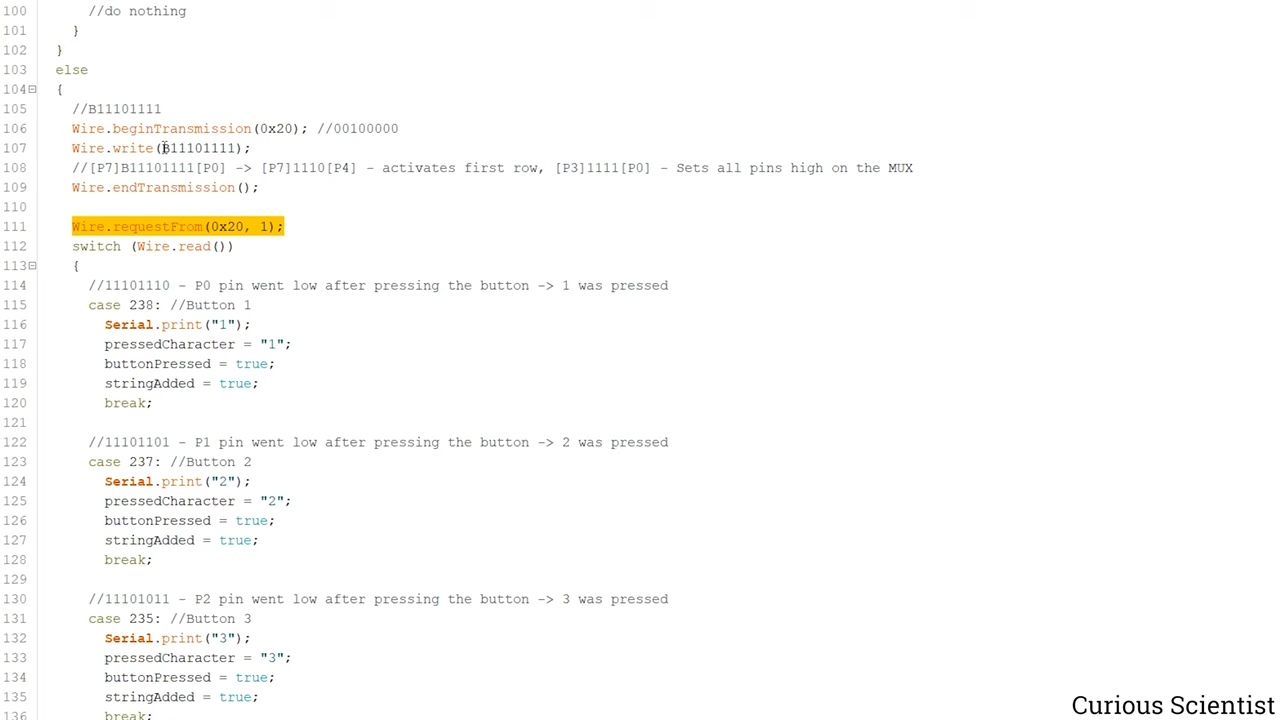 100 //do nothing
101 }
102 }
103 else
104 {
105 //B11101111
106 Wire.beginTransmission(0x20); //00100000
107 Wire.write(B11101111);
108 //[P7]B11101111[P0] -> [P7]1110[P4] - activates first row, [P3]1111[P0] - Sets all pins high on the MUX
109 Wire.endTransmission();
110
111 Wire.requestFrom(0x20, 1);
112 switch (Wire.read())
113 {
114 //11101110 - P0 pin went low after pressing the button -> 1 was pressed
115 case 238: //Button 1
116 Serial.print("1");
117 pressedCharacter = "1";
118 buttonPressed = true;
119 stringAdded = true;
120 break;
121
122 //11101101 - P1 pin went low after pressing the button -> 2 was pressed
123 case 237: //Button 2
124 Serial.print("2");
125 pressedCharacter = "2";
126 buttonPressed = true;
127 stringAdded = true;
128 break;
129
130 //11101011 - P2 pin went low after pressing the button -> 3 was pressed
131 case 235: //Button 3
132 Serial.print("3");
133 pressedCharacter = "3";
134 buttonPressed = true;
135 stringAdded = true;
136 break;
Curious Scientist